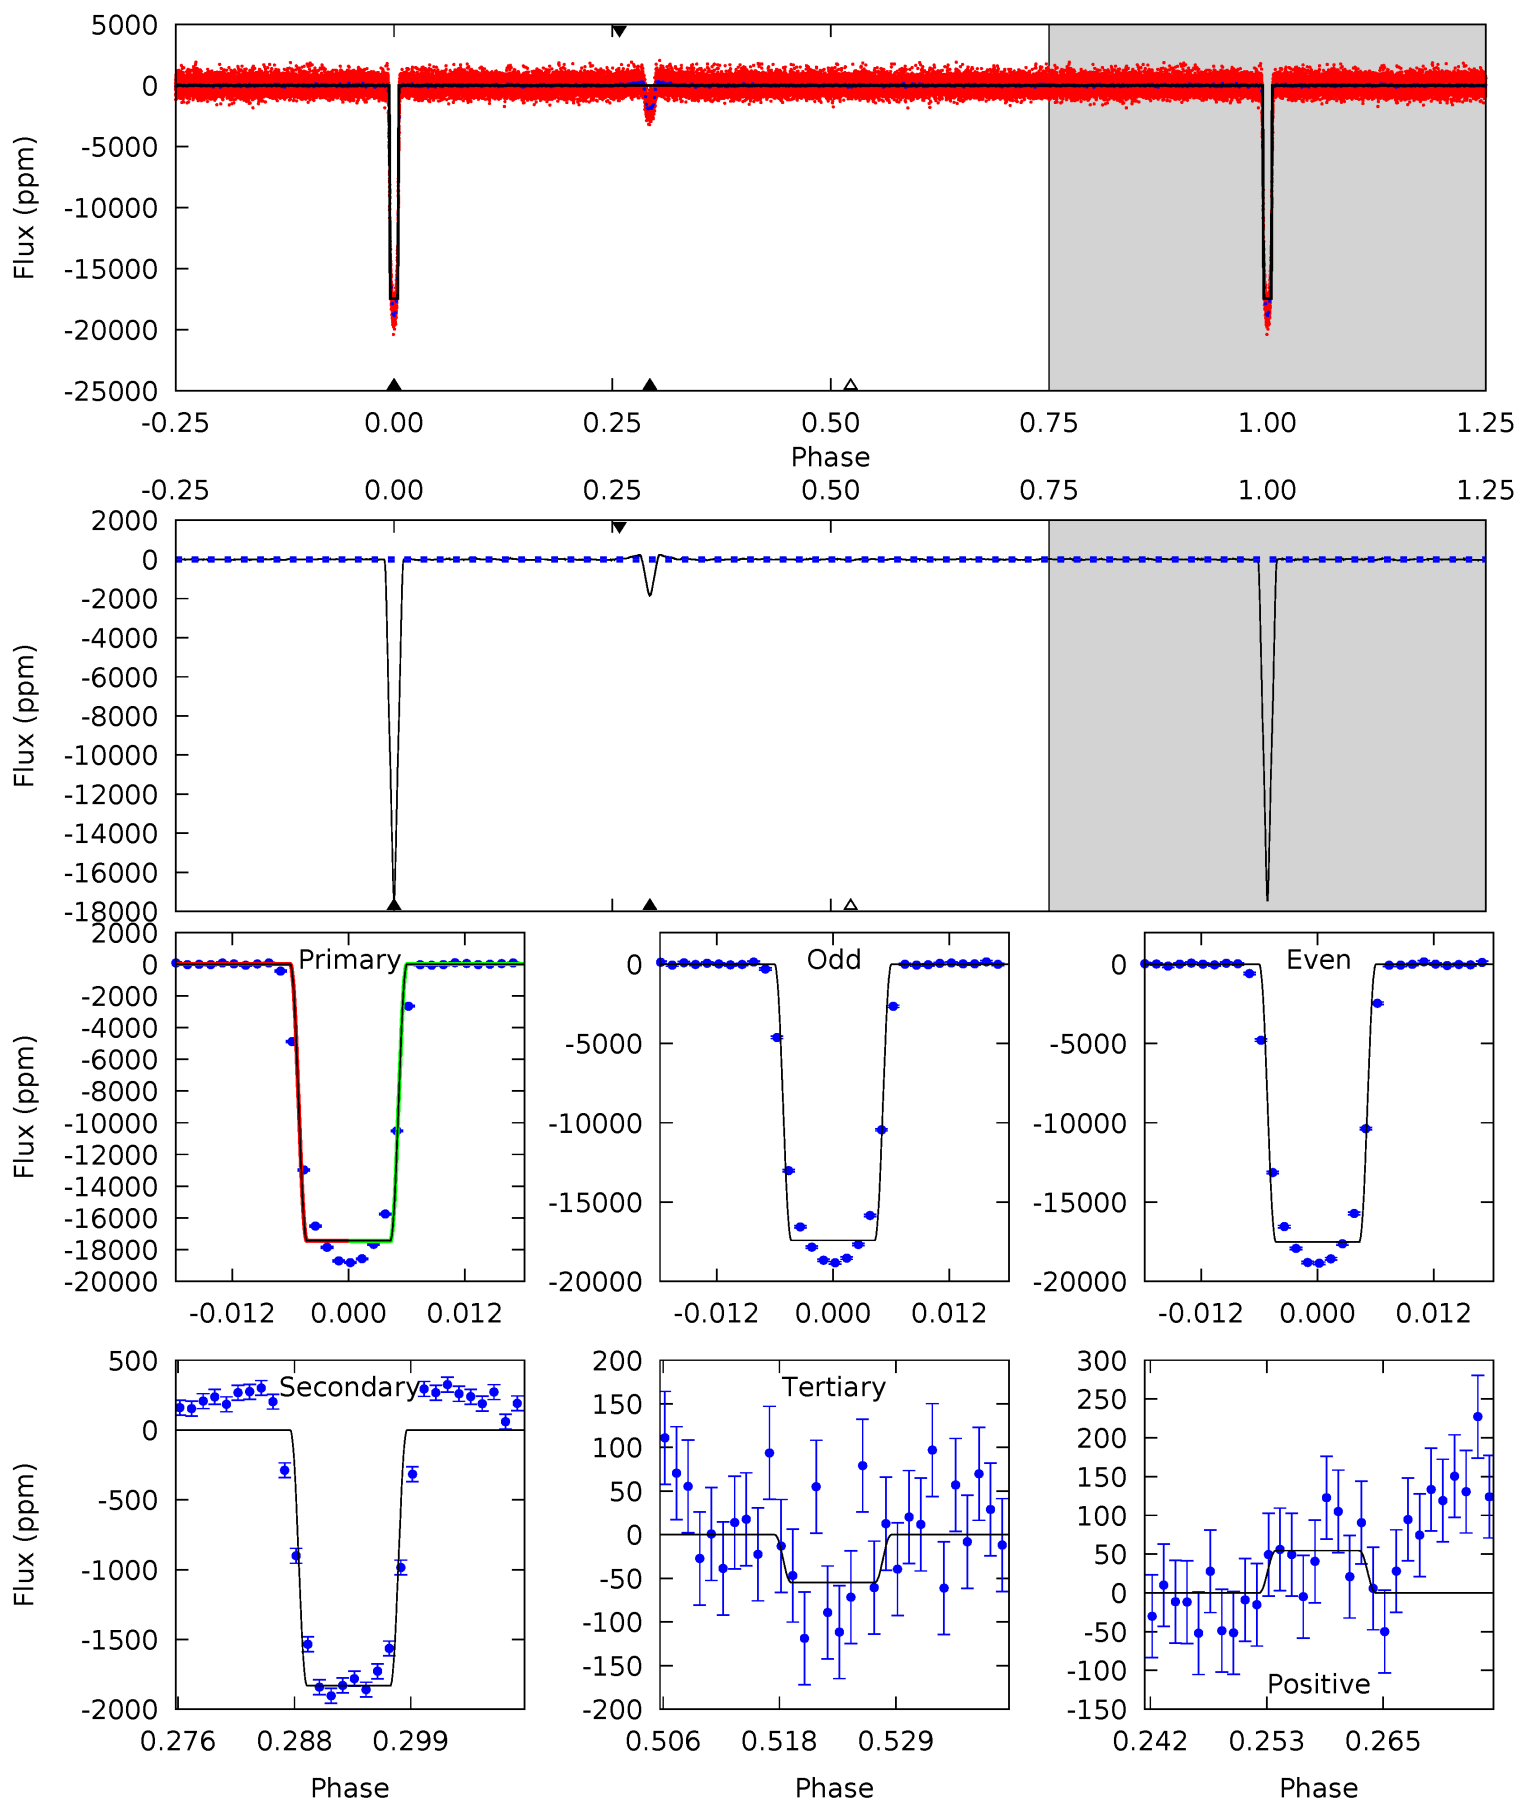 5000
0
-5000
-10000
-15000
-20000
-25000
Flux (ppm)
-0.25 0.00 0.25 0.50 0.75 1.00 1.25
Phase
-0.25 0.00 0.25 0.50 0.75 1.00 1.25
2000
0
-2000
-4000
-6000
-8000
-10000
-12000
-14000
-16000
-18000
Flux (ppm)
Primary
2000
0
-2000
-4000
-6000
-8000
-10000
-12000
-14000
-16000
-18000
-20000
Flux (ppm)
-0.012 0.000 0.012
Odd
0
-5000
-10000
-15000
-20000
-0.012 0.000 0.012
Even
0
-5000
-10000
-15000
-20000
-0.012 0.000 0.012
Secondary
500
0
-500
-1000
-1500
-2000
Flux (ppm)
0.276 0.288 0.299
Phase
Tertiary
200
150
100
50
0
-50
-100
-150
-200
0.506 0.518 0.529
Phase
300
250
200
150
100
50
0
-50
-100
-150
Positive
0.242 0.253 0.265
Phase